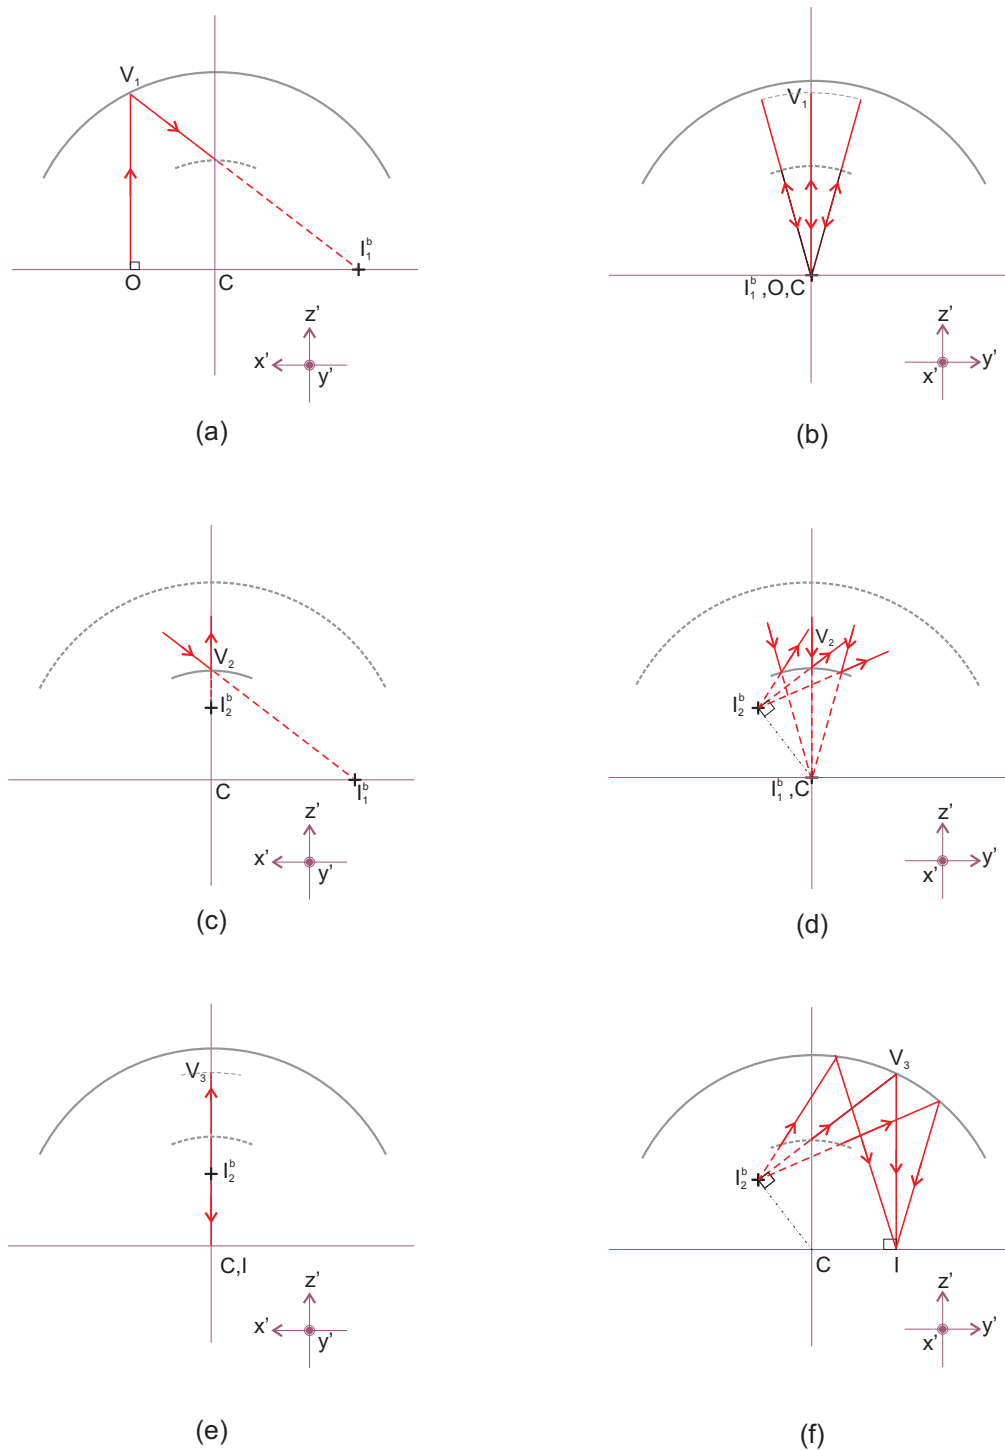 V₁
I₁ᵇ
O
C
z'
x'
y'
(a)
V₁
I₁ᵇ ,O,C
z'
y'
x'
(b)
V₂
I₂ᵇ
C
I₁ᵇ
z'
x'
y'
(c)
V₂
I₂ᵇ
I₁ᵇ ,C
z'
y'
x'
(d)
V₃
I₂ᵇ
C,I
z'
x'
y'
(e)
V₃
I₂ᵇ
C
I
z'
y'
x'
(f)